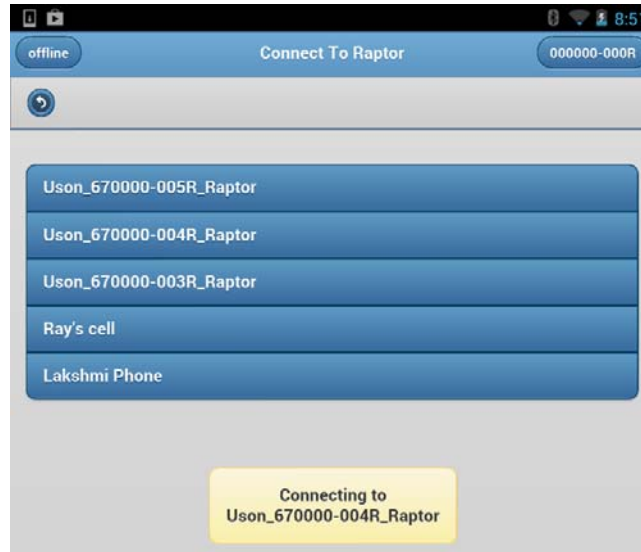 8:51
offline
Connect To Raptor
000000-000R
Uson_670000-005R_Raptor
Uson_670000-004R_Raptor
Uson_670000-003R_Raptor
Ray's cell
Lakshmi Phone
Connecting to
Uson_670000-004R_Raptor